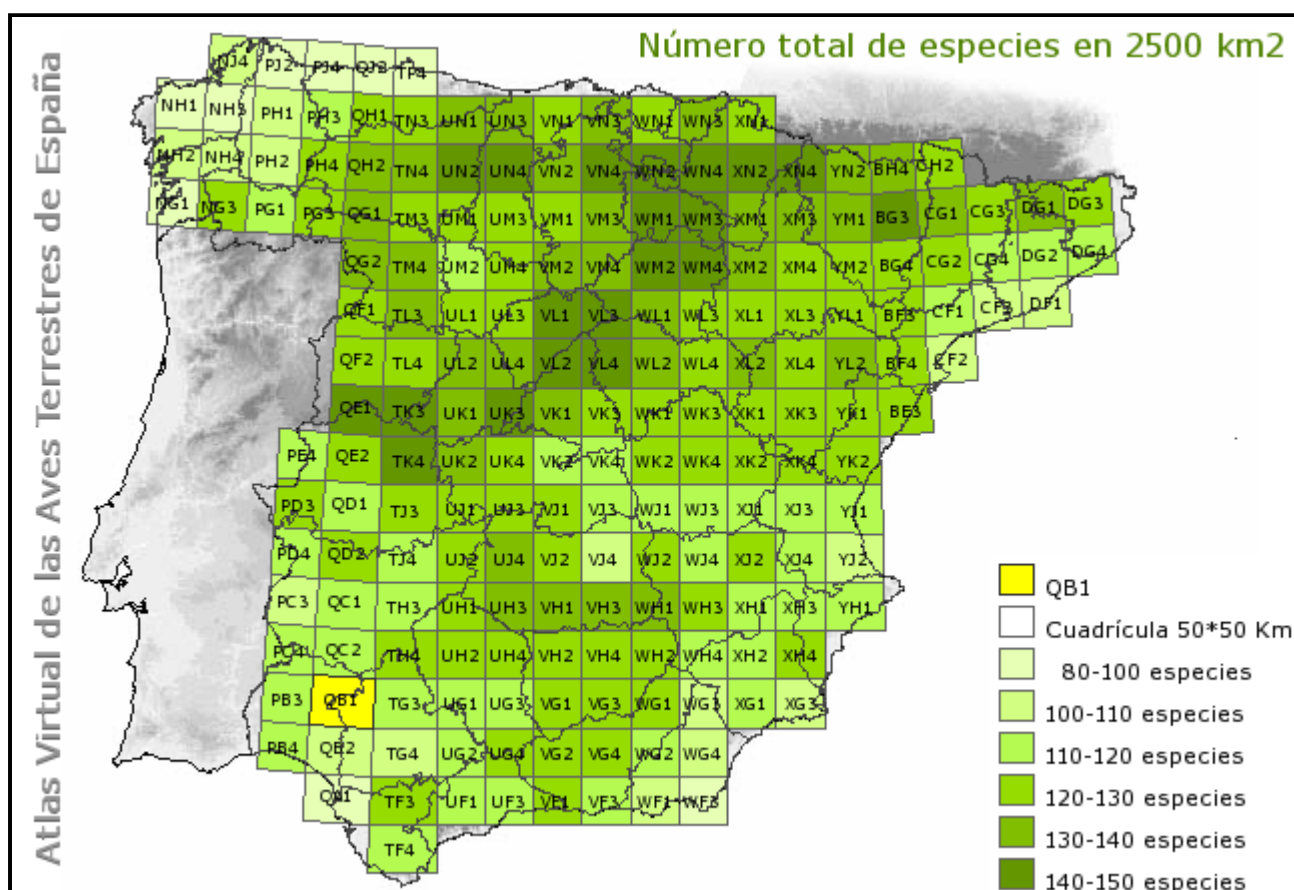 Atlas Virtual de las Aves Terrestres de España
Número total de especies en 2500 km2
NJ4 PJ2 PJ4 QJ2 TP4
NH1 NH3 PH1 PH3 QH1 TN3 UN1 UN3 VN1 VN3 WN1 WN3 XN1
NH2 NH4 PH2 PH4 QH2 TN4 UN2 UN4 VN2 VN4 WN2 WN4 XN2 XN4 YN2 BH4 CH2
NG1 NG3 PG1 PG3 QG1 TM3 UM1 UM3 VM1 VM3 WM1 WM3 XM1 XM3 YM1 BG3 CG1 CG3 DG1 DG3
QG2 TM4 UM2 UM4 VM2 VN4 WM2 WM4 XM2 XM4 YM2 BG4 CG2 CG4 DG2 DG4
QF1 TL3 UL1 UL3 VL1 VL3 WL1 WL3 XL1 XL3 YL1 BF3 CF1 CF3 DF1
QF2 TL4 UL2 UL4 VL2 VL4 WL2 WL4 XL2 XL4 YL2 BF4 CF2
QE1 TK3 UK1 UK3 VK1 VK3 WK1 WK3 XK1 XK3 YK1 BE3
PE4 QE2 TK4 UK2 UK4 VK2 VK4 WK2 WK4 XK2 XK4 YK2
PD3 QD1 TJ3 UJ1 UJ3 VJ1 VJ3 WJ1 WJ3 XJ1 XJ3 YJ1
PD4 QD2 TJ4 UJ2 UJ4 VJ2 VJ4 WJ2 WJ4 XJ2 XJ4 YJ2
PC3 QC1 TH3 UH1 UH3 VH1 VH3 WH1 WH3 XH1 XH3 YH1
PC4 QC2 TH4 UH2 UH4 VH2 VH4 WH2 WH4 XH2 XH4
PB3 QB1 TG3 UG1 UG3 VG1 VG3 WG1 WG3 XG1 XG3
PB4 QB2 TG4 UG2 UG4 VG2 VG4 WG2 WG4
QA1 TF3 UF1 UF3 VF1 VF3 WF1 WF3
TF4
QB1
Cuadrícula 50*50 Km
80-100 especies
100-110 especies
110-120 especies
120-130 especies
130-140 especies
140-150 especies